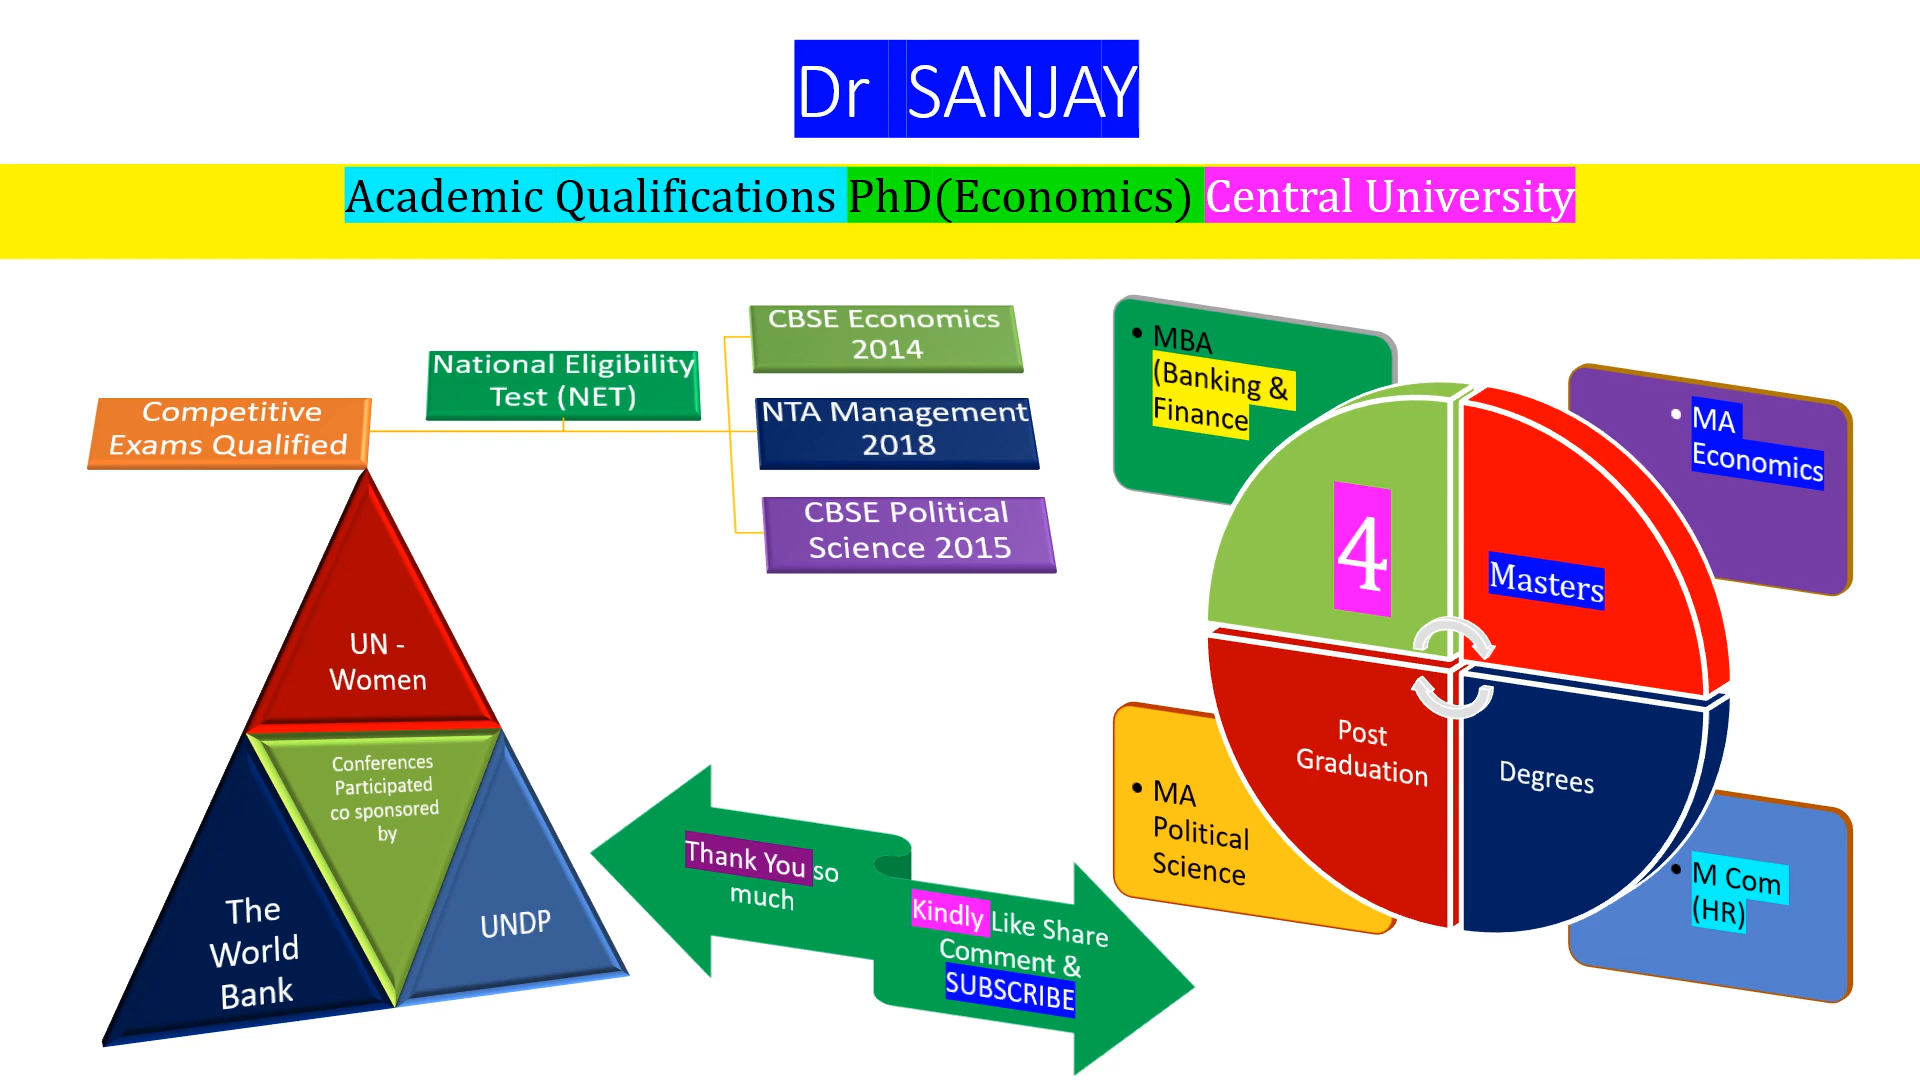 Dr SANJAY
Academic Qualifications PhD(Economics) Central University
Competitive
Exams Qualified
National Eligibility
Test (NET)
CBSE Economics
2014
NTA Management
2018
CBSE Political
Science 2015
UN -
Women
Conferences
Participated
co sponsored
by
The
World
Bank
UNDP
Thank You so
much
Kindly Like Share
Comment &
SUBSCRIBE
• MBA
(Banking &
Finance
• MA
Economics
4
Masters
Post
Graduation
Degrees
• MA
Political
Science
• M Com
(HR)